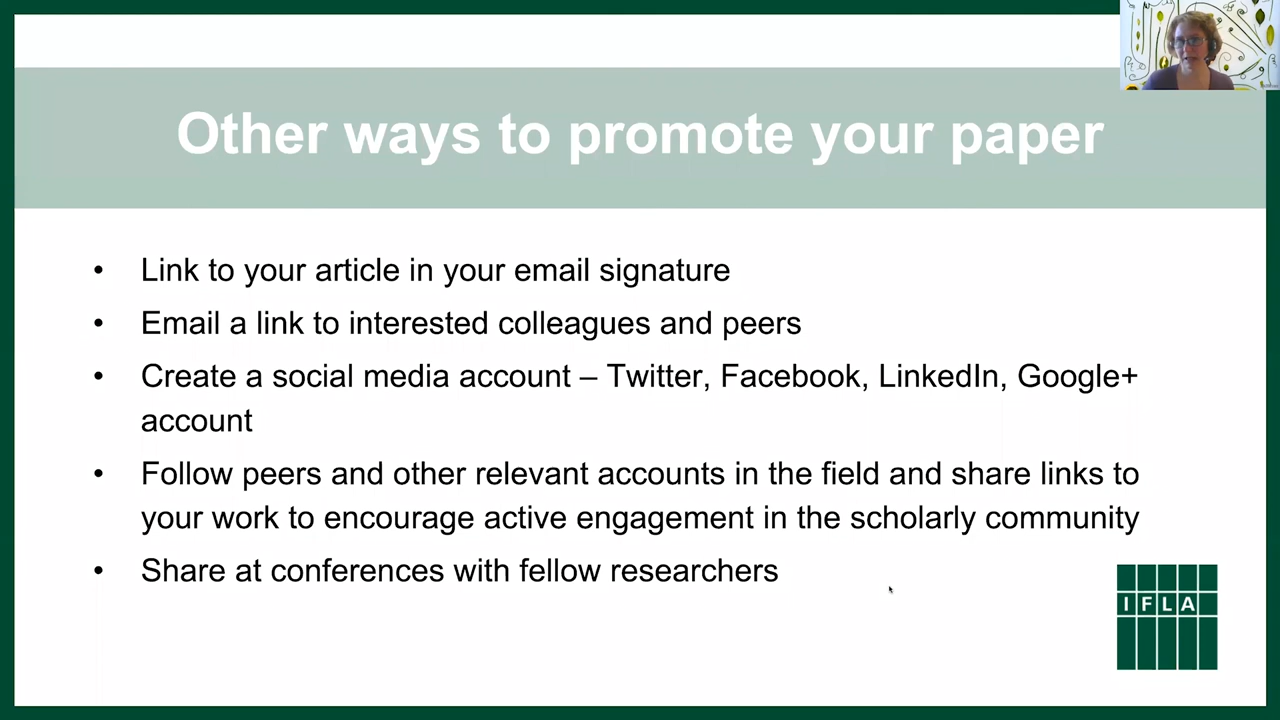 Other ways to promote your paper
• Link to your article in your email signature
• Email a link to interested colleagues and peers
• Create a social media account – Twitter, Facebook, LinkedIn, Google+
account
• Follow peers and other relevant accounts in the field and share links to
your work to encourage active engagement in the scholarly community
• Share at conferences with fellow researchers
IFLA